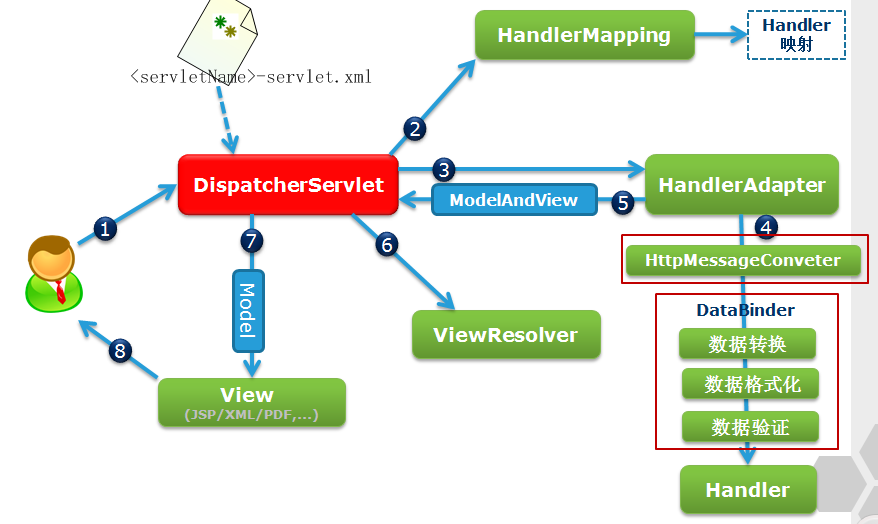 HandlerMapping
Handler
映射
<servletName>-servlet.xml
2
DispatcherServlet
3
HandlerAdapter
ModelAndView
5
1
7
6
4
HttpMessageConveter
Model
DataBinder
ViewResolver
数据转换
8
数据格式化
View
(JSP/XML/PDF,...)
数据验证
Handler